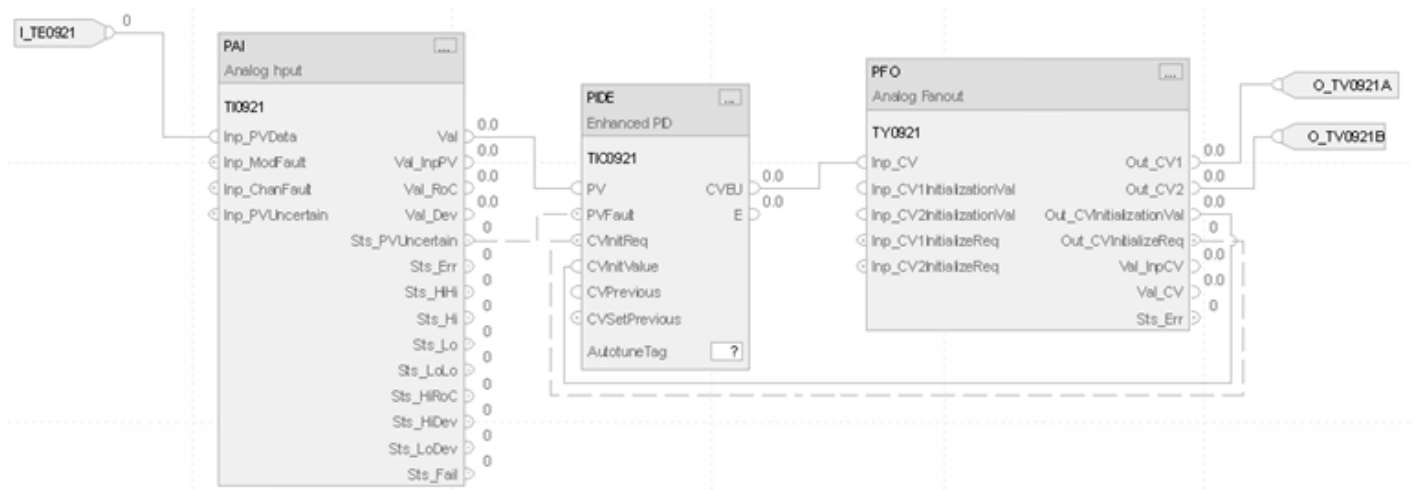 I_TE0921
0
PAI
...
Analog Input
TI0921
Inp_PVData
Val
0.0
Inp_ModFault
Val_InpPV
0.0
Inp_ChanFault
Val_RoC
0.0
Inp_PVUncertain
Val_Dev
0.0
Sts_PVUncertain
0
Sts_Err
0
Sts_HiHi
0
Sts_Hi
0
Sts_Lo
0
Sts_LoLo
0
Sts_HiRoC
0
Sts_HiDev
0
Sts_LoDev
0
Sts_Fail
0
PIDE
...
Enhanced PID
TIC0921
PV
CVEU
0.0
PVFault
E
0.0
CVInitReq
CVInitValue
CVPrevious
CVSetPrevious
AutotuneTag
?
PFO
...
Analog Fanout
TY0921
Inp_CV
Out_CV1
0.0
Inp_CV1InitializationVal
Out_CV2
0.0
Inp_CV2InitializationVal
Out_CVInitializationVal
0.0
Inp_CV1InitializeReq
Out_CVInitializeReq
0
Inp_CV2InitializeReq
Val_InpCV
0.0
Val_CV
0.0
Sts_Err
0
O_TV0921A
O_TV0921B